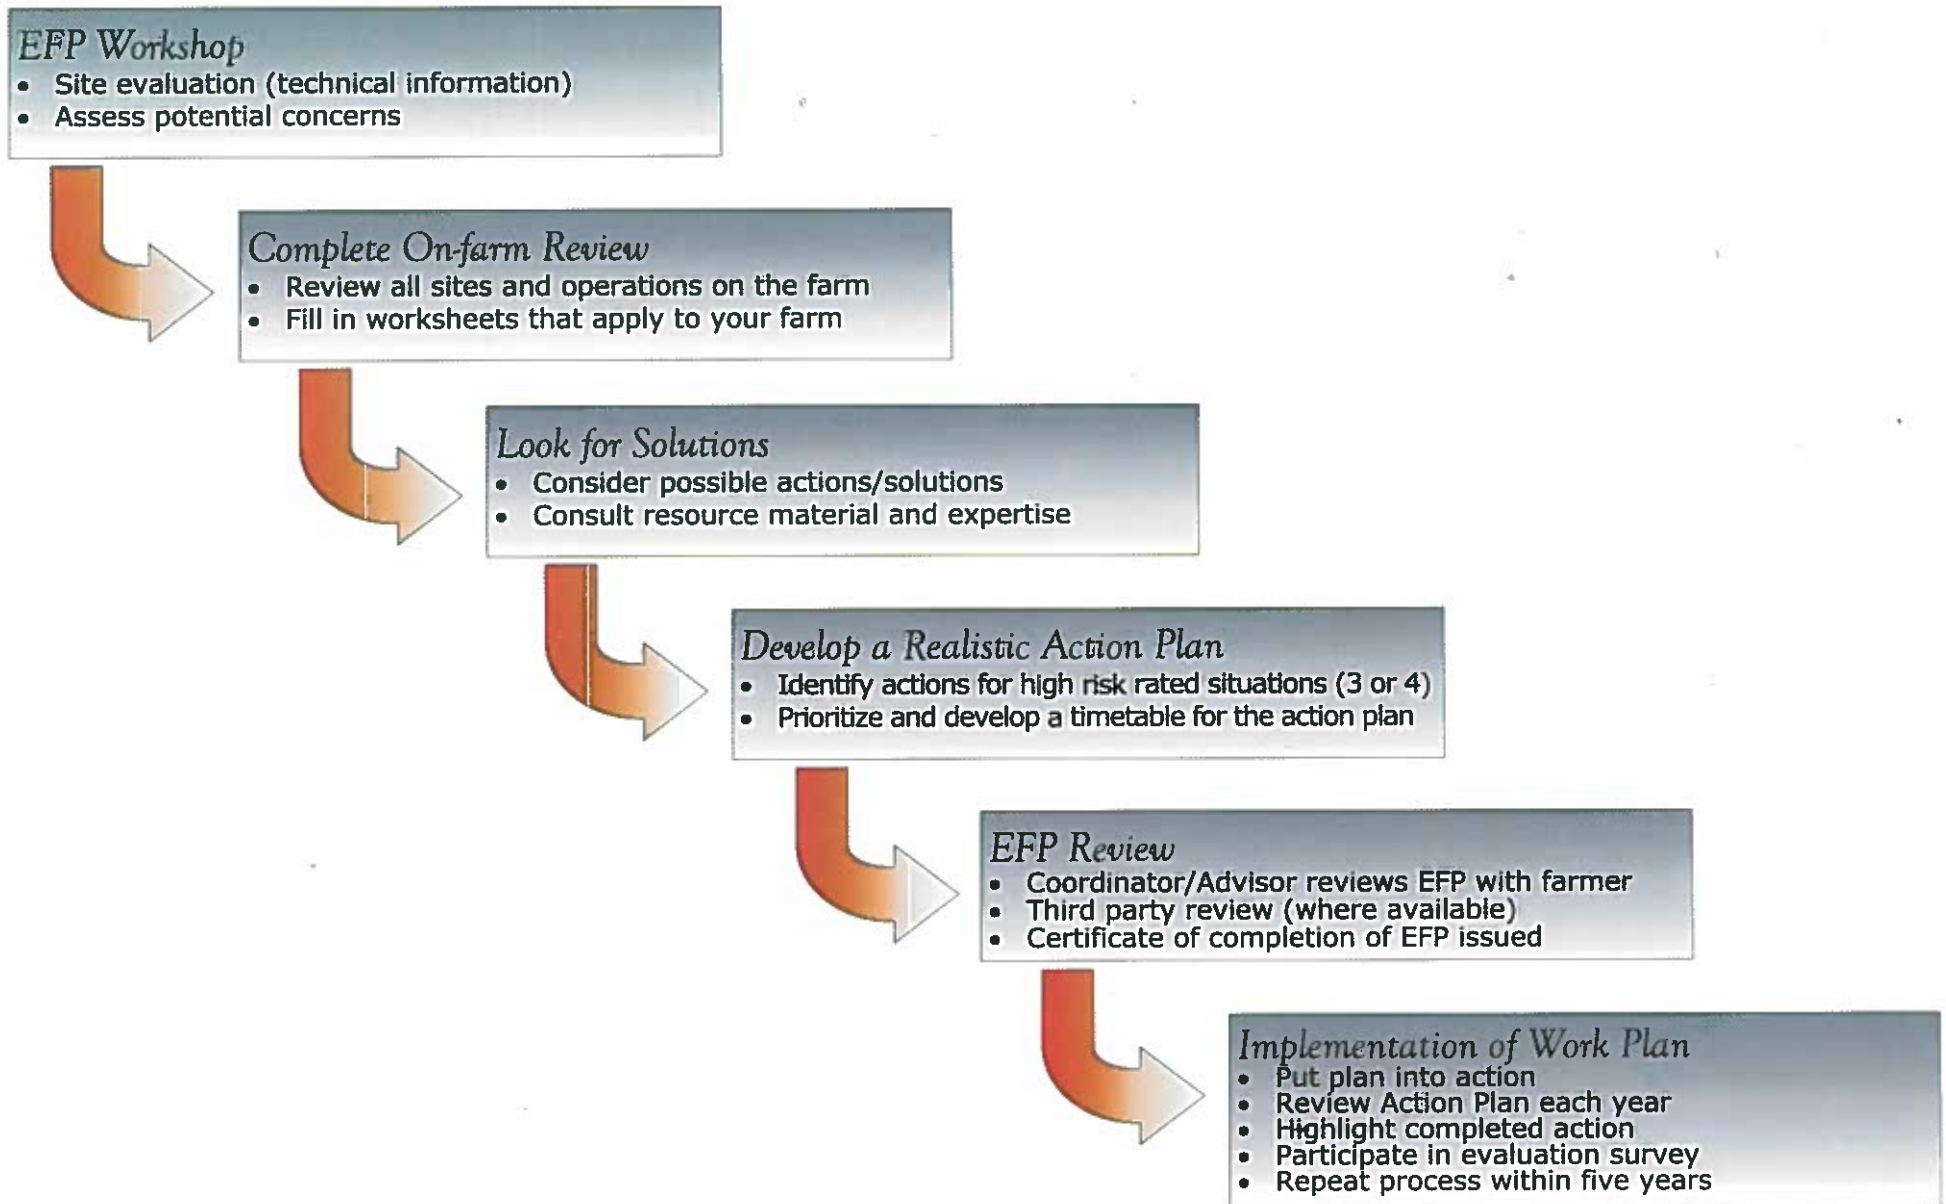 EFP Workshop
• Site evaluation (technical information)
• Assess potential concerns
Complete On-farm Review
• Review all sites and operations on the farm
• Fill in worksheets that apply to your farm
Look for Solutions
• Consider possible actions/solutions
• Consult resource material and expertise
Develop a Realistic Action Plan
• Identify actions for high risk rated situations (3 or 4)
• Prioritize and develop a timetable for the action plan
EFP Review
• Coordinator/Advisor reviews EFP with farmer
• Third party review (where available)
• Certificate of completion of EFP issued
Implementation of Work Plan
• Put plan into action
• Review Action Plan each year
• Highlight completed action
• Participate in evaluation survey
• Repeat process within five years